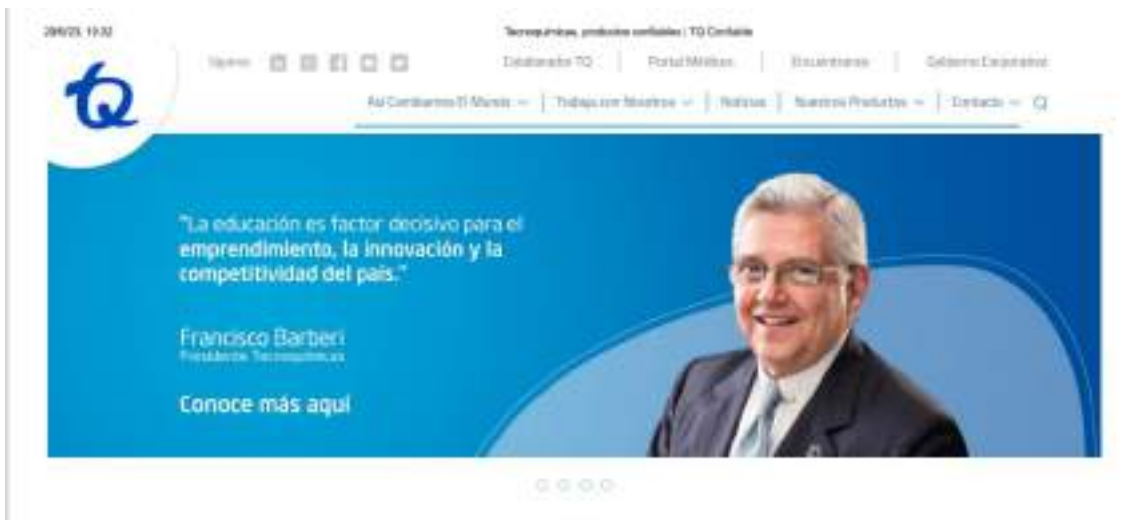 Tecnoquímicas, productos confiables | TQ Confiable
TQ
Síguenos
Colaborador TQ | Portal Médico | Encuéntranos | Gobierno Corporativo
Así Cambiamos El Mundo | Trabaja con Nosotros | Noticias | Nuestros Productos | Contacto
"La educación es factor decisivo para el
emprendimiento, la innovación y la
competitividad del país."
Francisco Barberi
Presidente Tecnoquímicas
Conoce más aquí